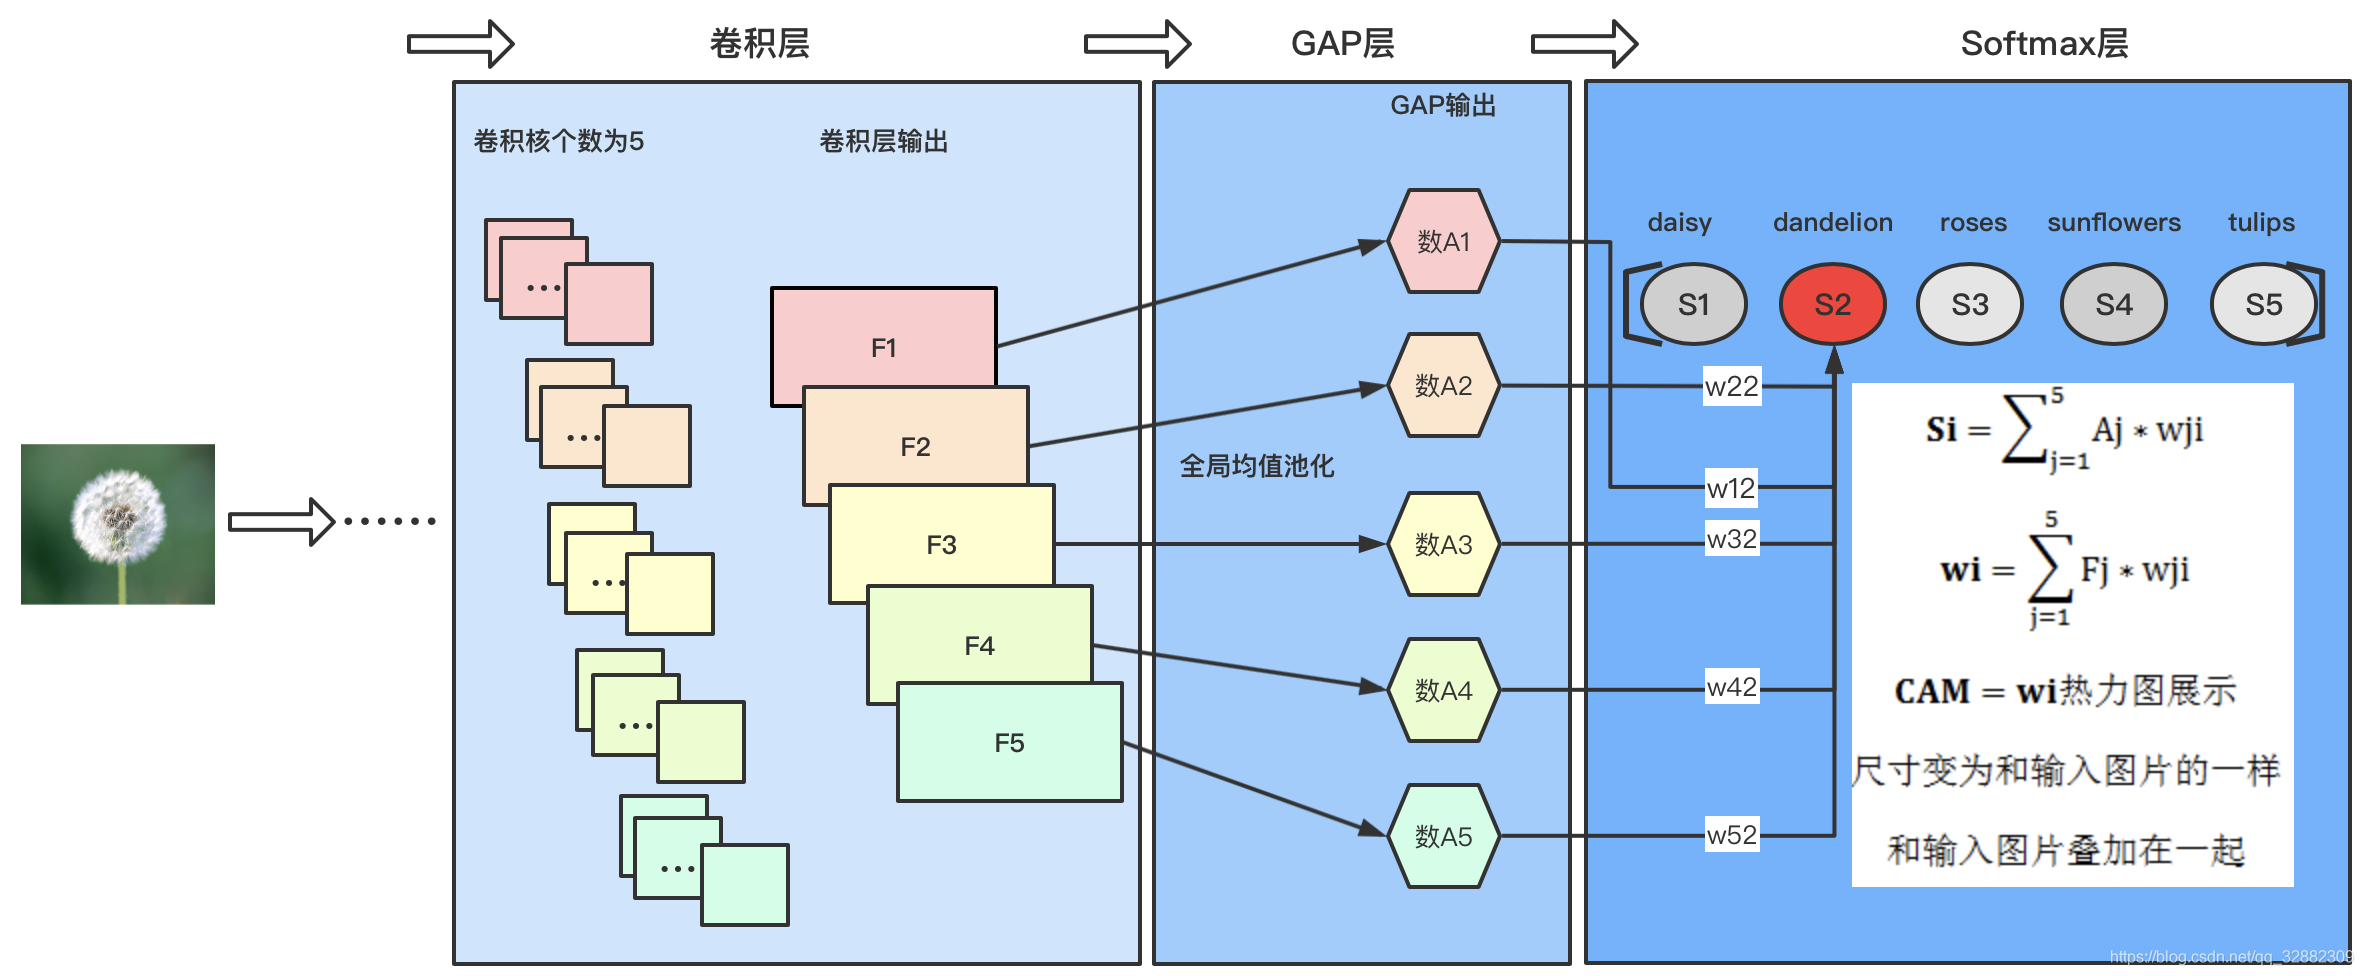 卷积层
GAP层
Softmax层
卷积核个数为5
卷积层输出
GAP输出
全局均值池化
F1
F2
F3
F4
F5
数A1
数A2
数A3
数A4
数A5
daisy
dandelion
roses
sunflowers
tulips
S1
S2
S3
S4
S5
w22
w12
w32
w42
w52
Si = ∑ 5 j=1 Aj * wji
wi = ∑ 5 j=1 Fj * wji
CAM = wi热力图展示
尺寸变为和输入图片的一样
和输入图片叠加在一起
https://blog.csdn.net/qq_32882309